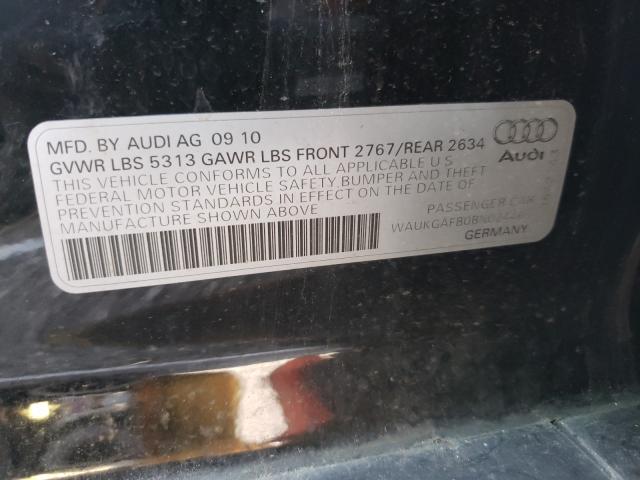 MFD. BY AUDI AG 09 10
GVWR LBS 5313 GAWR LBS FRONT 2767/REAR 2634
THIS VEHICLE CONFORMS TO ALL APPLICABLE U S
FEDERAL MOTOR VEHICLE SAFETY BUMPER AND THEFT
PREVENTION STANDARDS IN EFFECT ON THE DATE OF
MANUFACTURE SHOWN ABOVE
Audi
PASSENGER CAR
GERMANY